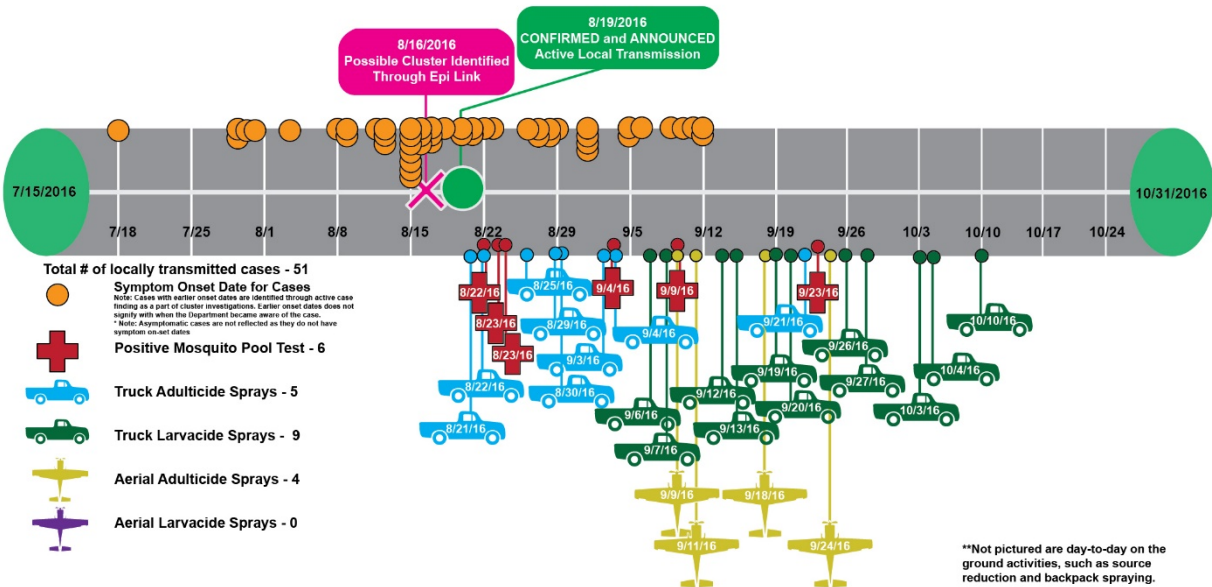 8/16/2016
Possible Cluster Identified
Through Epi Link
8/19/2016
CONFIRMED and ANNOUNCED
Active Local Transmission
7/15/2016
10/31/2016
7/18
7/25
8/1
8/8
8/15
8/22
8/29
9/5
9/12
9/19
9/26
10/3
10/10
10/17
10/24
Total # of locally transmitted cases - 51
Symptom Onset Date for Cases
Note: Cases with earlier onset dates are identified through active case
finding as a part of cluster investigations. Earlier onset dates does not
signify with when the Department became aware of the case.
* Note: Asymptomatic cases are not reflected as they do not have
symptom on-set dates
Positive Mosquito Pool Test - 6
Truck Adulticide Sprays - 5
Truck Larvacide Sprays - 9
Aerial Adulticide Sprays - 4
Aerial Larvacide Sprays - 0
8/22/16
8/23/16
8/23/16
8/22/16
8/21/16
8/25/16
8/29/16
9/3/16
8/30/16
9/4/16
9/4/16
9/6/16
9/7/16
9/9/16
9/9/16
9/11/16
9/12/16
9/13/16
9/18/16
9/21/16
9/19/16
9/20/16
9/23/16
9/24/16
9/26/16
9/27/16
10/3/16
10/4/16
10/10/16
**Not pictured are day-to-day on the
ground activities, such as source
reduction and backpack spraying.